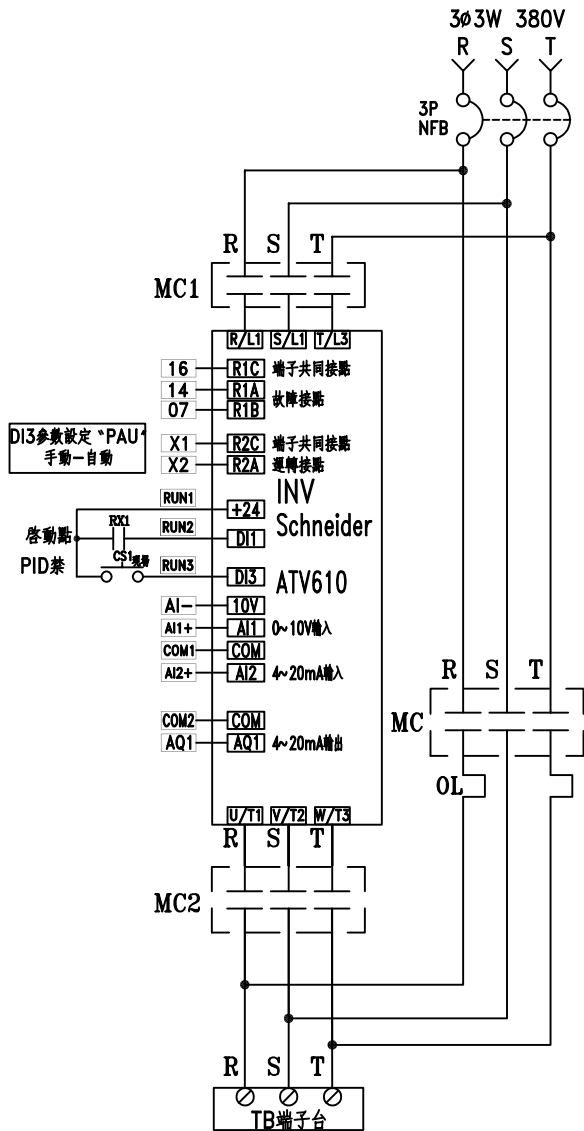 3ø3W 380V
R S T
3P
NFB
R S T
MC1
R/L1 S/L1 T/L3
16 R1C 端子共同接點
14 R1A 故障接點
07 R1B
DI3參數設定 "PAU"
手動—自動
X1 R2C 端子共同接點
X2 R2A 運轉接點
INV
Schneider
ATV610
RUN1 +24
啓動點 RX1 RUN2 DI1
PID禁 CS1 RUN3 DI3
AI- 10V
AI1+ AI1 0~10V輸入
COM1 COM
AI2+ AI2 4~20mA輸入
COM2 COM
AQ1 AQ1 4~20mA輸出
R S T
MC
OL
U/T1 V/T2 W/T3
R S T
MC2
R S T
TB端子台